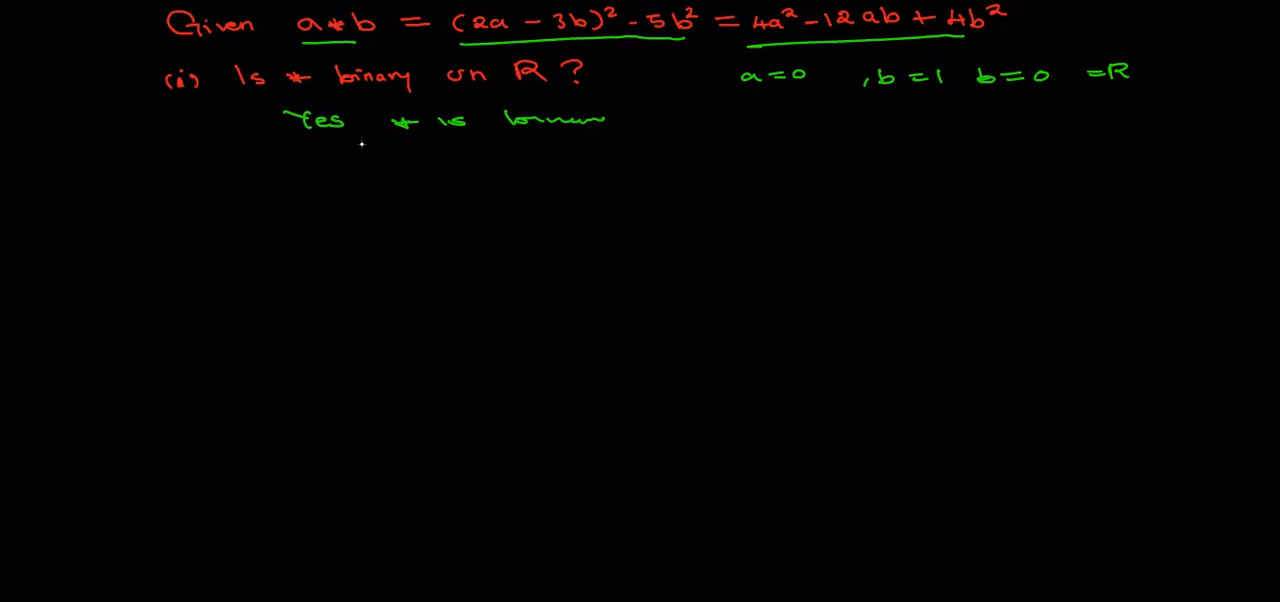 Given a * b = (2a - 3b)² - 5b² = 4a² - 12ab + 4b²
(i) Is * binary on R ? a = 0 , b = 1 b = 0 = R
Yes * is